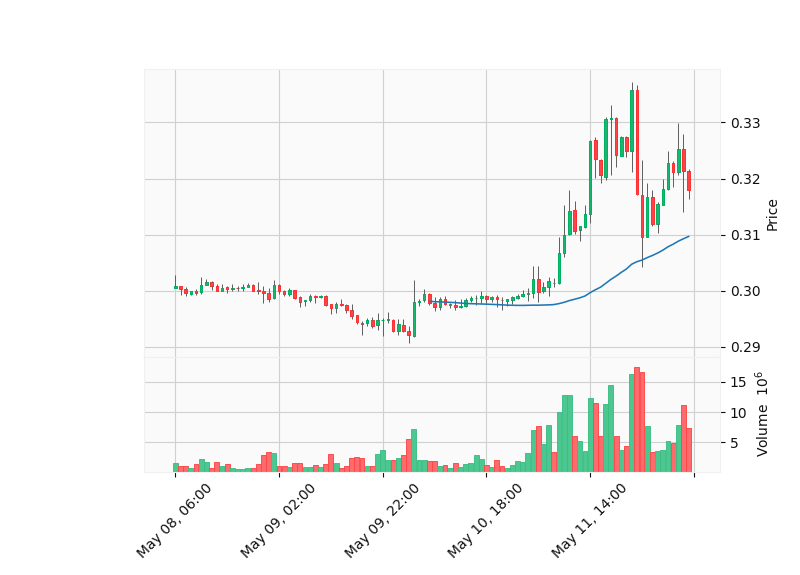 0.33
0.32
0.31
0.30
0.29
Price
15
10
5
Volume 10^6
May 08, 06:00
May 09, 02:00
May 09, 22:00
May 10, 18:00
May 11, 14:00